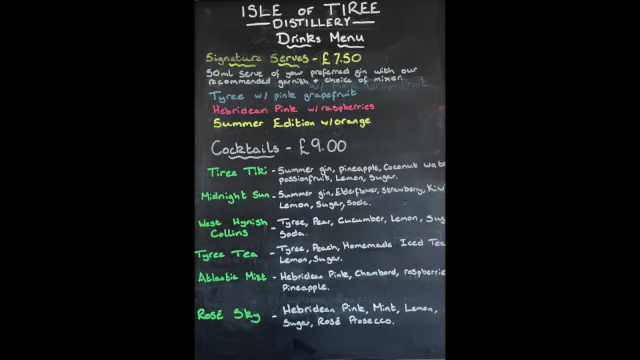 ISLE OF TIREE
DISTILLERY
Drinks Menu
Signature Serves - £7.50
50ml serve of your preferred gin with our
recommended garnish + choice of mixer.
Tyree w/ pink grapefruit
Hebridean Pink w/raspberries
Summer Edition w/orange
Cocktails - £9.00
Tiree Tiki - Summer gin, pineapple, Coconut Wate
passionfruit, Lemon, Sugar.
Midnight Sun - Summer gin, Elderflower, Strawberry, Kiw
Lemon, Sugar, Soda.
West Hynish Collins - Tyree, Pear, Cucumber, Lemon, Sug
Soda.
Tyree Tea - Tyree, Peach, Homemade Iced Tea
Lemon, Sugar.
Atlantic Mist - Hebridean Pink, Chambord, raspberrie
Pineapple.
Rosé Sky - Hebridean Pink, Mint, Lemon,
Sugar, Rosé Prosecco.